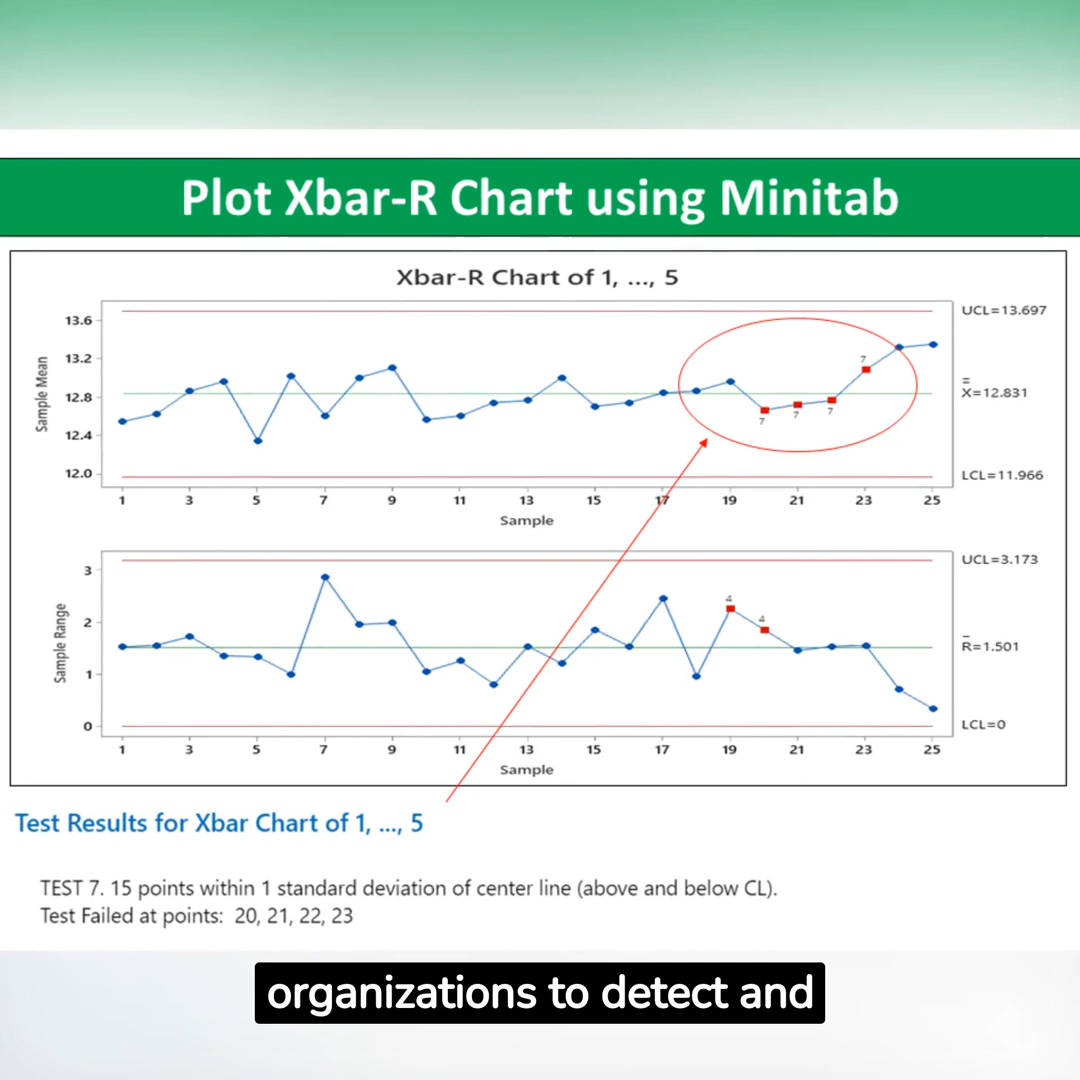 Plot Xbar-R Chart using Minitab
Xbar-R Chart of 1, ..., 5
Sample Mean
13.6
13.2
12.8
12.4
12.0
UCL=13.697
X=12.831
LCL=11.966
7
7
7
7
1 3 5 7 9 11 13 15 17 19 21 23 25
Sample
Sample Range
3
2
1
0
UCL=3.173
R=1.501
LCL=0
4
4
1 3 5 7 9 11 13 15 17 19 21 23 25
Sample
Test Results for Xbar Chart of 1, ..., 5
TEST 7. 15 points within 1 standard deviation of center line (above and below CL).
Test Failed at points: 20, 21, 22, 23
organizations to detect and